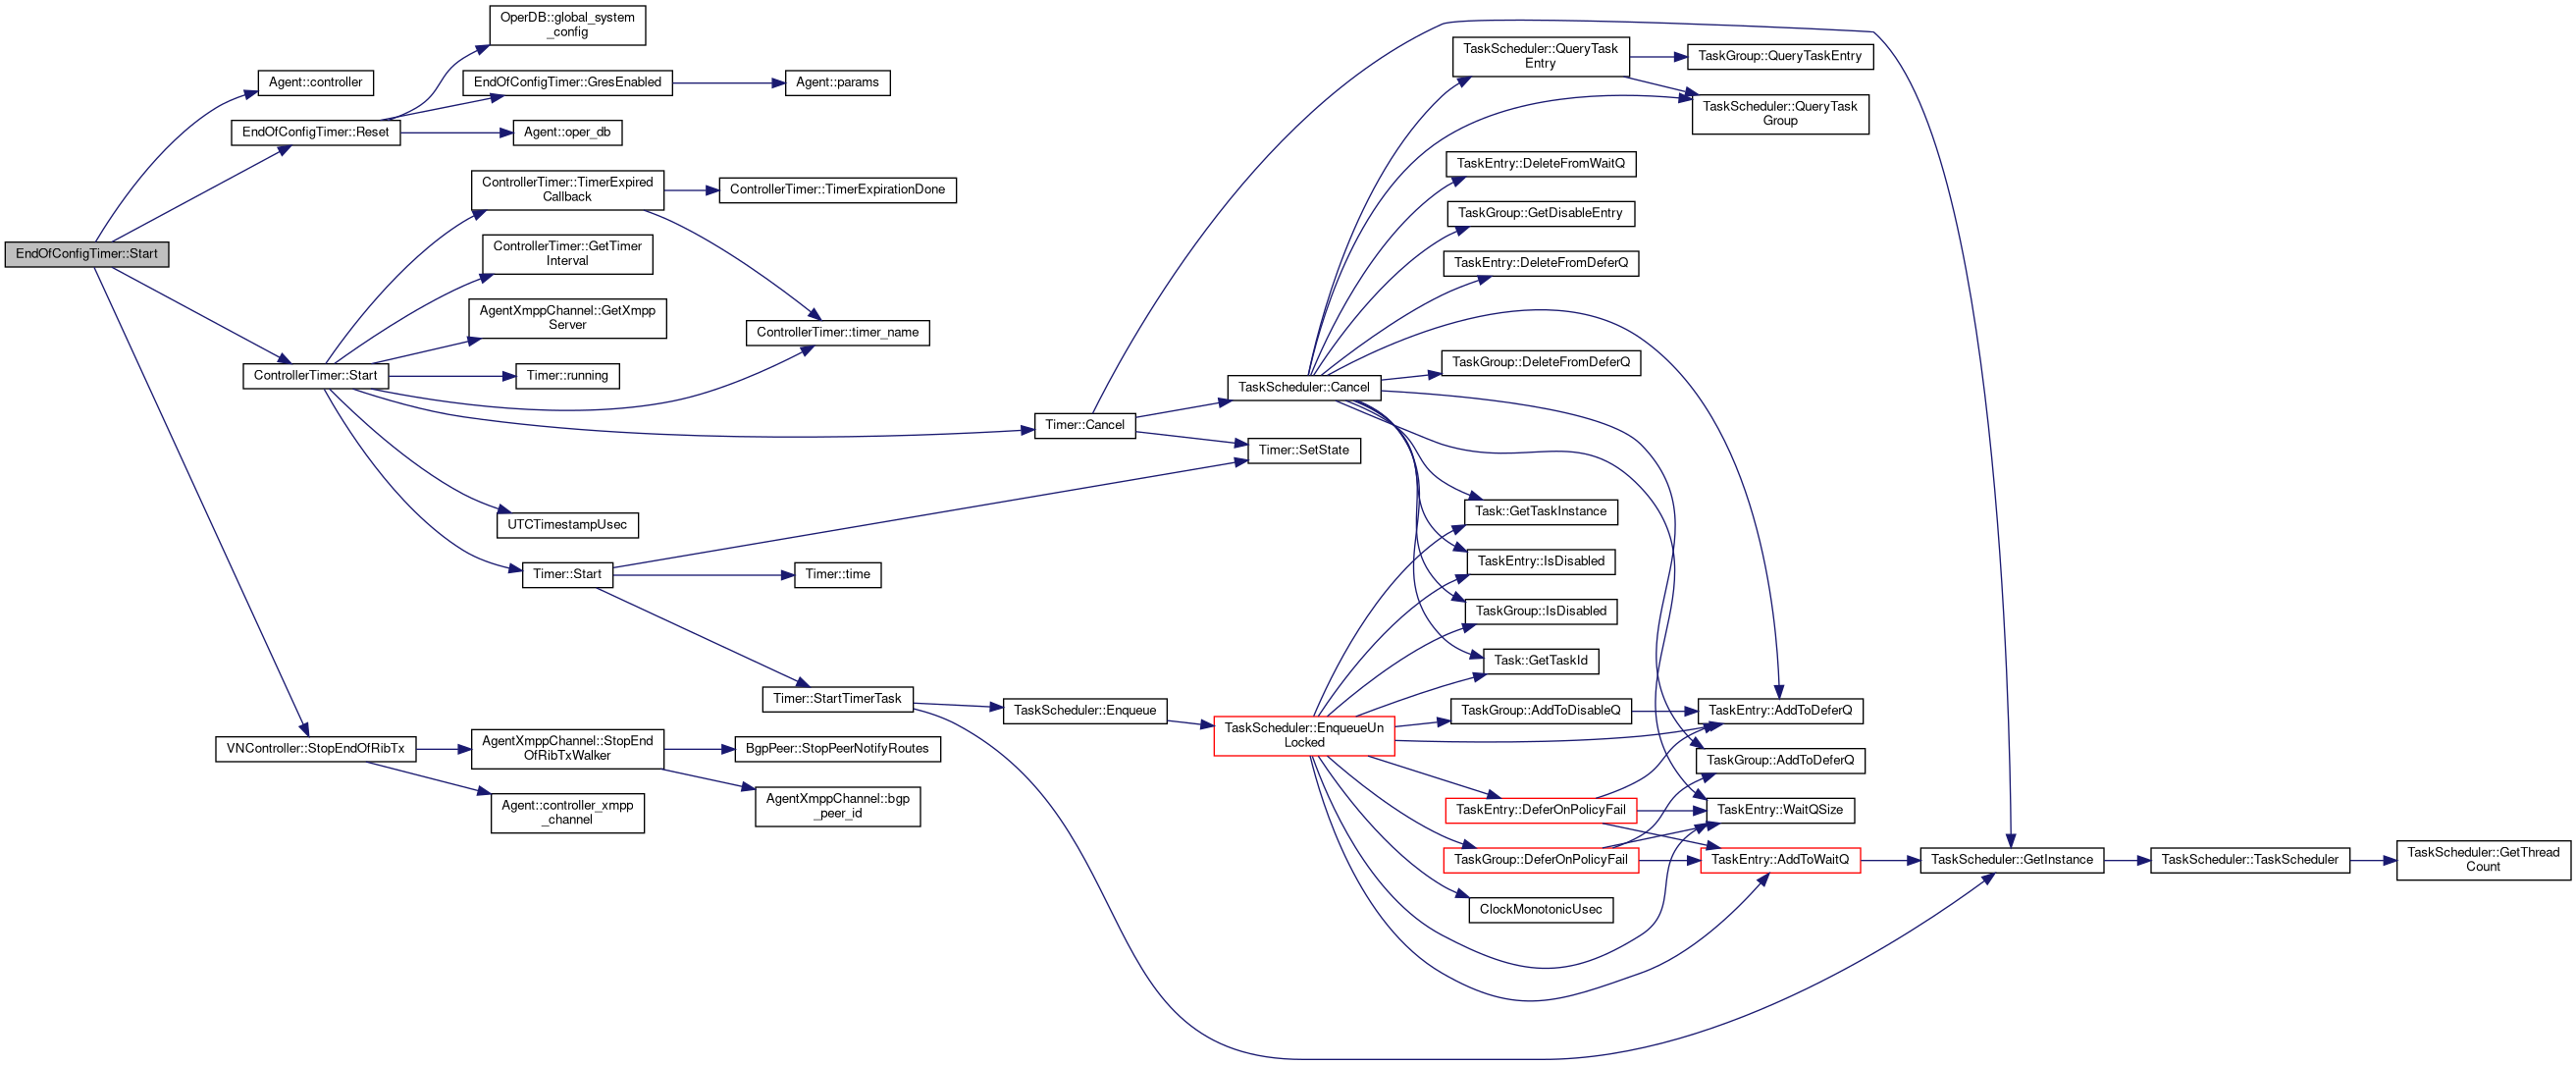 EndOfConfigTimer::Start
Agent::controller
EndOfConfigTimer::Reset
ControllerTimer::Start
VNController::StopEndOfRibTx
OperDB::global_system
_config
EndOfConfigTimer::GresEnabled
Agent::params
Agent::oper_db
ControllerTimer::TimerExpired
Callback
ControllerTimer::TimerExpirationDone
ControllerTimer::GetTimer
Interval
AgentXmppChannel::GetXmpp
Server
ControllerTimer::timer_name
Timer::running
Timer::Cancel
UTCTimestampUsec
Timer::Start
Timer::time
Timer::StartTimerTask
AgentXmppChannel::StopEnd
OfRibTxWalker
BgpPeer::StopPeerNotifyRoutes
Agent::controller_xmpp
_channel
AgentXmppChannel::bgp
_peer_id
TaskScheduler::Cancel
Timer::SetState
TaskScheduler::Enqueue
TaskScheduler::EnqueueUn
Locked
TaskScheduler::QueryTask
Entry
TaskGroup::QueryTaskEntry
TaskScheduler::QueryTask
Group
TaskEntry::DeleteFromWaitQ
TaskGroup::GetDisableEntry
TaskEntry::DeleteFromDeferQ
TaskGroup::DeleteFromDeferQ
Task::GetTaskInstance
TaskEntry::IsDisabled
TaskGroup::IsDisabled
Task::GetTaskId
TaskGroup::AddToDisableQ
TaskEntry::AddToDeferQ
TaskGroup::AddToDeferQ
TaskEntry::DeferOnPolicyFail
TaskEntry::WaitQSize
TaskGroup::DeferOnPolicyFail
TaskEntry::AddToWaitQ
ClockMonotonicUsec
TaskScheduler::GetInstance
TaskScheduler::TaskScheduler
TaskScheduler::GetThread
Count